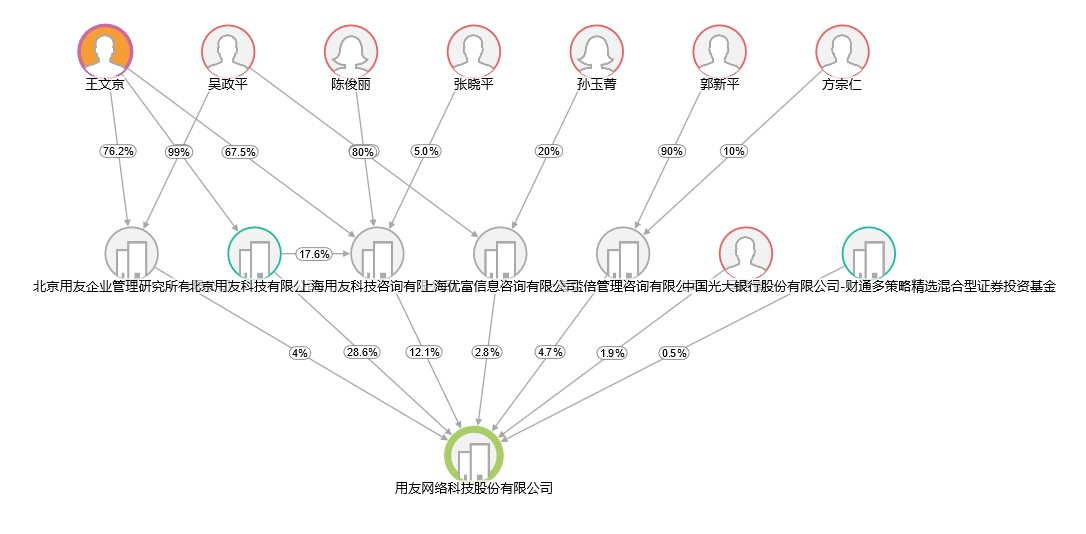 王文京
吴政平
陈俊丽
张晓平
孙玉菁
郭新平
方宗仁
76.2%
99%
67.5%
80%
5.0%
20%
90%
10%
17.6%
北京用友企业管理研究所有
北京用友科技有限公
上海用友科技咨询有限
上海优富信息咨询有限公司
倍管理咨询有限公
中国光大银行股份有限公司-财通多策略精选混合型证券投资基金
4%
28.6%
12.1%
2.8%
4.7%
1.9%
0.5%
用友网络科技股份有限公司